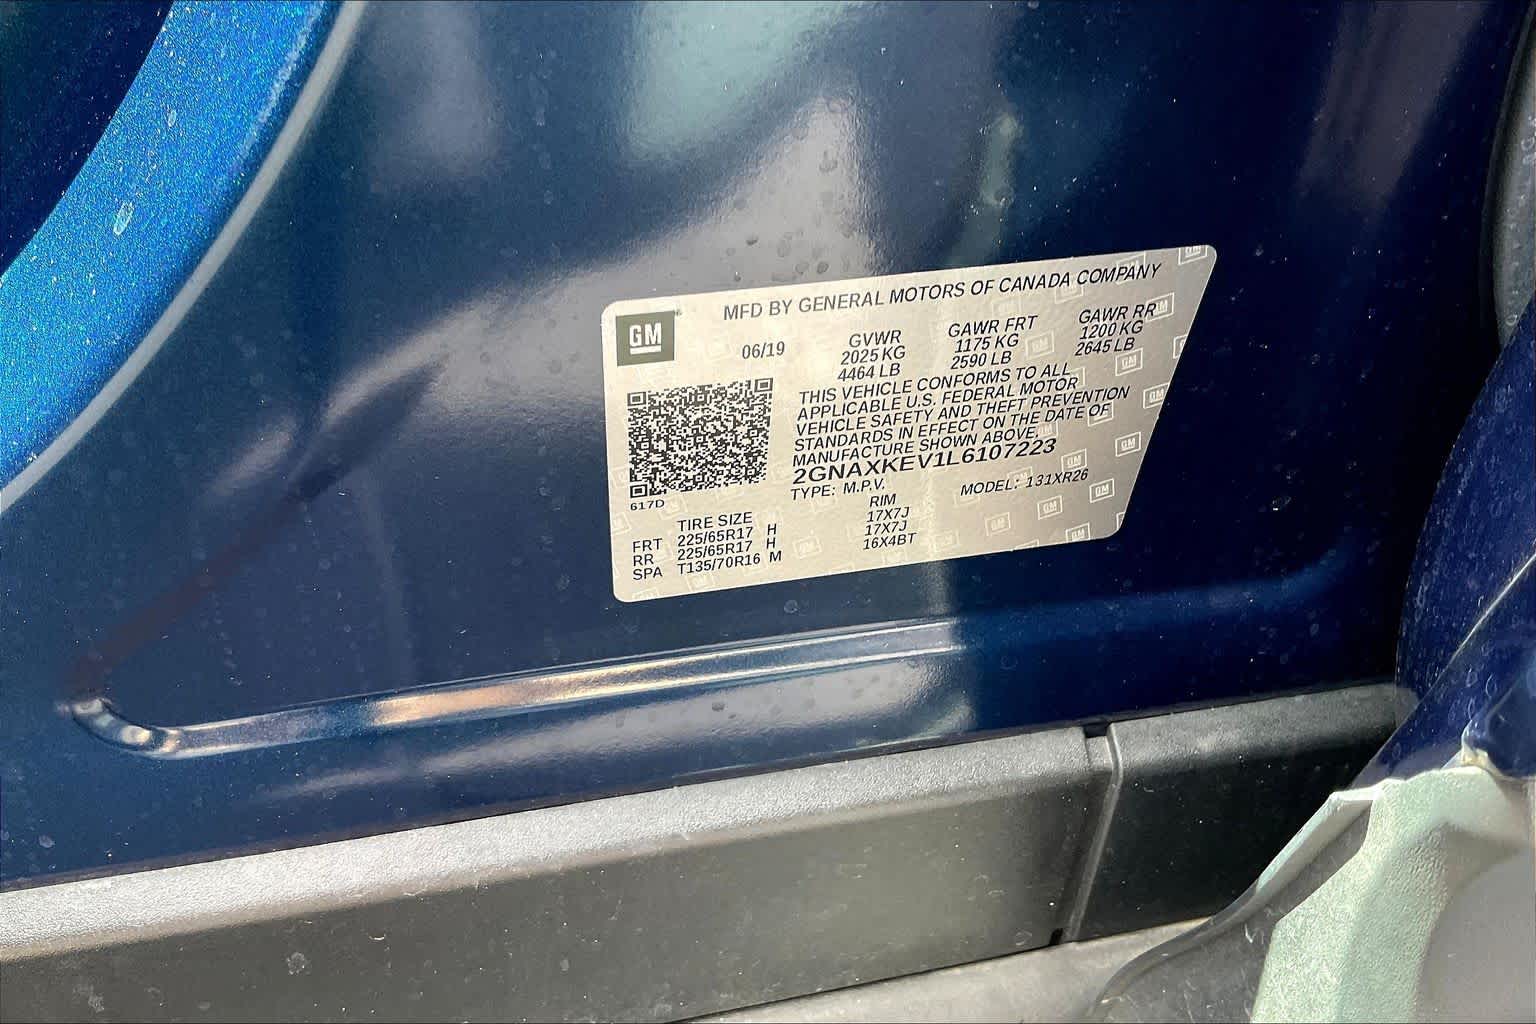 MFD BY GENERAL MOTORS OF CANADA COMPANY
GM
06/19
GVWR
2025 KG
4464 LB
GAWR FRT
1175 KG
2590 LB
GAWR RR
1200 KG
2645 LB
THIS VEHICLE CONFORMS TO ALL
APPLICABLE U.S. FEDERAL MOTOR
VEHICLE SAFETY AND THEFT PREVENTION
STANDARDS IN EFFECT ON THE DATE OF
MANUFACTURE SHOWN ABOVE.
2GNAXKEV1L6107223
TYPE: M.P.V. MODEL: 131XR26
617D
TIRE SIZE RIM
FRT 225/65R17 H 17X7J
RR 225/65R17 H 17X7J
SPA T135/70R16 M 16X4BT